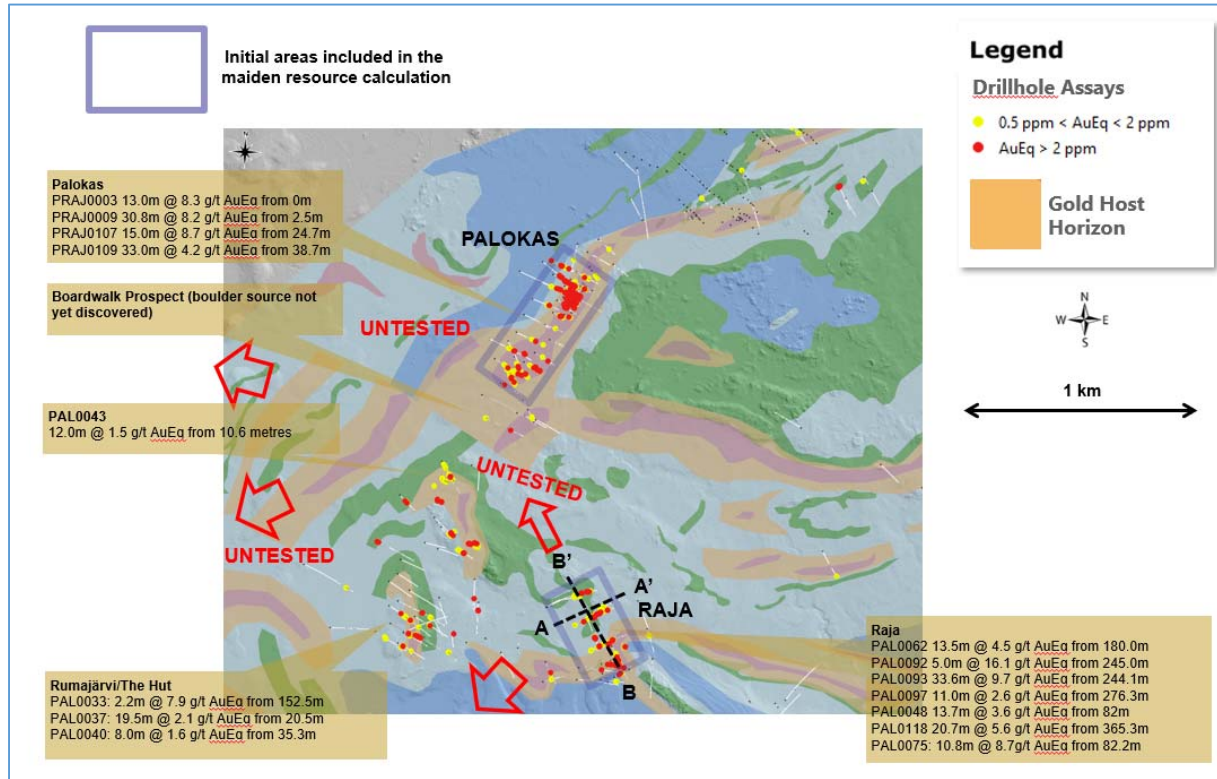 Initial areas included in the
maiden resource calculation
Legend
Drillhole Assays
0.5 ppm < AuEq < 2 ppm
AuEq > 2 ppm
Gold Host
Horizon
N
W E
S
1 km
Palokas
PRAJ0003 13.0m @ 8.3 g/t AuEq from 0m
PRAJ0009 30.8m @ 8.2 g/t AuEq from 2.5m
PRAJ0107 15.0m @ 8.7 g/t AuEq from 24.7m
PRAJ0109 33.0m @ 4.2 g/t AuEq from 38.7m
PALOKAS
Boardwalk Prospect (boulder source not
yet discovered)
UNTESTED
PAL0043
12.0m @ 1.5 g/t AuEq from 10.6 metres
UNTESTED
UNTESTED
B'
A'
RAJA
A
B
Rumajärvi/The Hut
PAL0033: 2.2m @ 7.9 g/t AuEq from 152.5m
PAL0037: 19.5m @ 2.1 g/t AuEq from 20.5m
PAL0040: 8.0m @ 1.6 g/t AuEq from 35.3m
Raja
PAL0062 13.5m @ 4.5 g/t AuEq from 180.0m
PAL0092 5.0m @ 16.1 g/t AuEq from 245.0m
PAL0093 33.6m @ 9.7 g/t AuEq from 244.1m
PAL0097 11.0m @ 2.6 g/t AuEq from 276.3m
PAL0048 13.7m @ 3.6 g/t AuEq from 82m
PAL0118 20.7m @ 5.6 g/t AuEq from 365.3m
PAL0075: 10.8m @ 8.7g/t AuEq from 82.2m